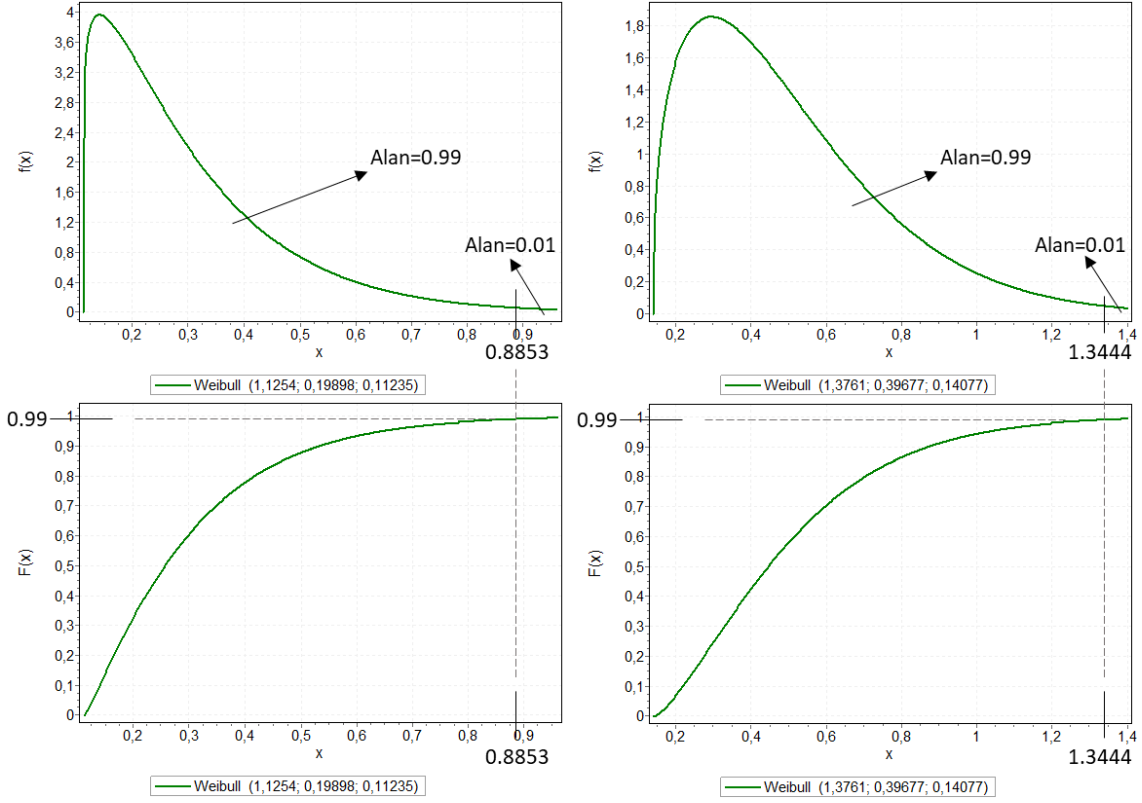 4
3,6
3,2
2,8
2,4
2
1,6
1,2
0,8
0,4
0
f(x)
Alan=0.99
Alan=0.01
0,2 0,3 0,4 0,5 0,6 0,7 0,8 0,9
x
0.8853
Weibull (1,1254; 0,19898; 0,11235)
1,8
1,6
1,4
1,2
1
0,8
0,6
0,4
0,2
0
f(x)
Alan=0.99
Alan=0.01
0,2 0,4 0,6 0,8 1 1,2 1,4
x
1.3444
Weibull (1,3761; 0,39677; 0,14077)
0.99
1
0,9
0,8
0,7
0,6
0,5
0,4
0,3
0,2
0,1
0
F(x)
0,2 0,3 0,4 0,5 0,6 0,7 0,8 0,9
x
0.8853
Weibull (1,1254; 0,19898; 0,11235)
0.99
1
0,9
0,8
0,7
0,6
0,5
0,4
0,3
0,2
0,1
0
F(x)
0,2 0,4 0,6 0,8 1 1,2 1,4
x
1.3444
Weibull (1,3761; 0,39677; 0,14077)